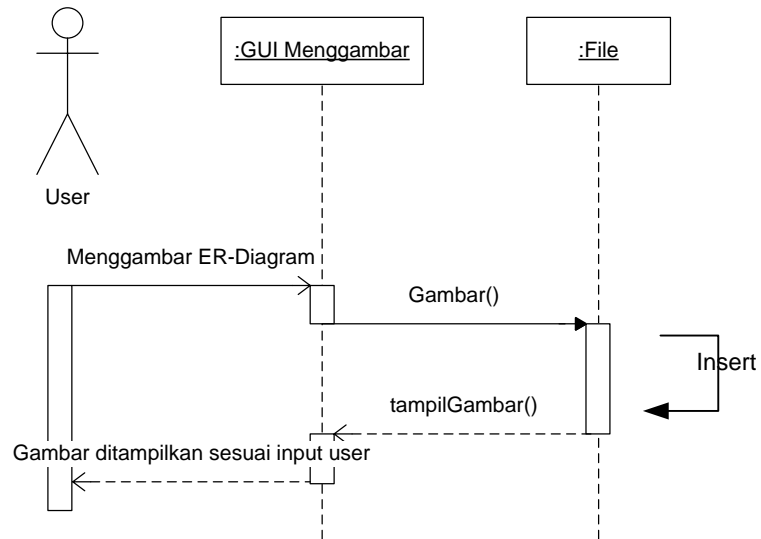 :GUI Menggambar
:File
User
Menggambar ER-Diagram
Gambar()
Insert
tampilGambar()
Gambar ditampilkan sesuai input user